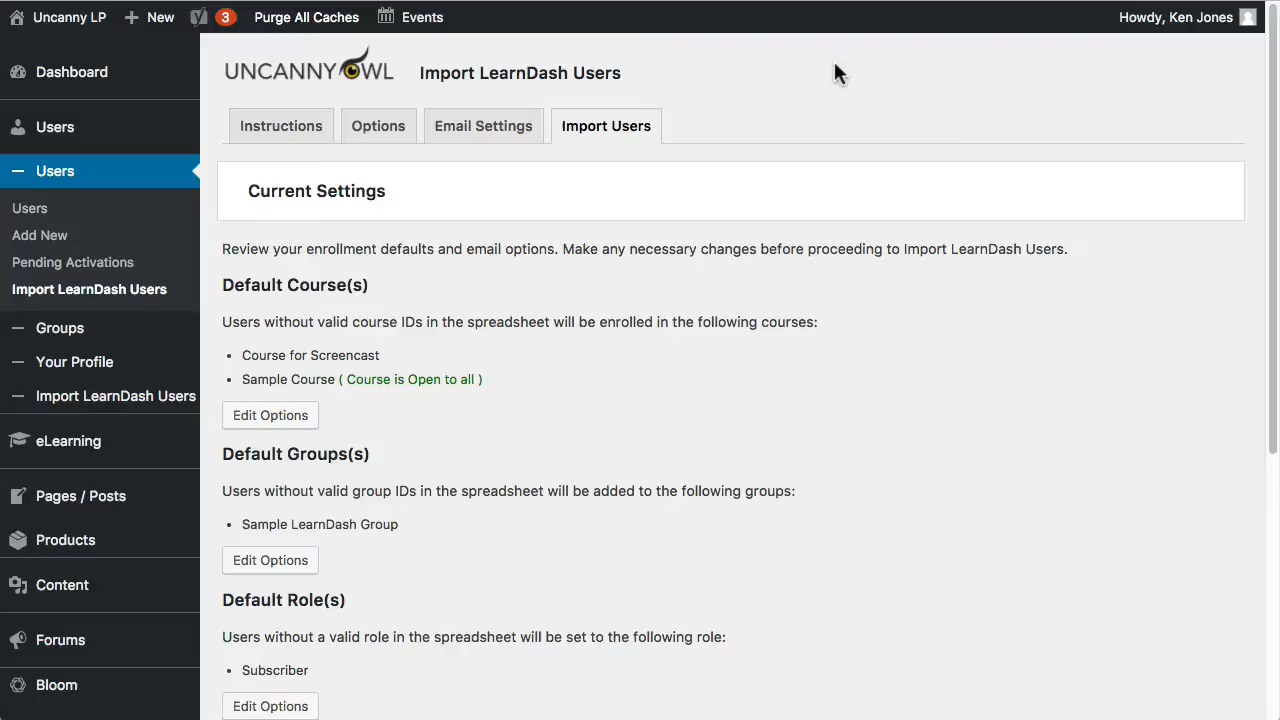 Uncanny LP New 3 Purge All Caches Events Howdy, Ken Jones
Dashboard
Users
Users
Users
Add New
Pending Activations
Import LearnDash Users
Groups
Your Profile
Import LearnDash Users
eLearning
Pages / Posts
Products
Content
Forums
Bloom
UNCANNY OWL Import LearnDash Users
Instructions Options Email Settings Import Users
Current Settings
Review your enrollment defaults and email options. Make any necessary changes before proceeding to Import LearnDash Users.
Default Course(s)
Users without valid course IDs in the spreadsheet will be enrolled in the following courses:
• Course for Screencast
• Sample Course ( Course is Open to all )
Edit Options
Default Groups(s)
Users without valid group IDs in the spreadsheet will be added to the following groups:
• Sample LearnDash Group
Edit Options
Default Role(s)
Users without a valid role in the spreadsheet will be set to the following role:
• Subscriber
Edit Options